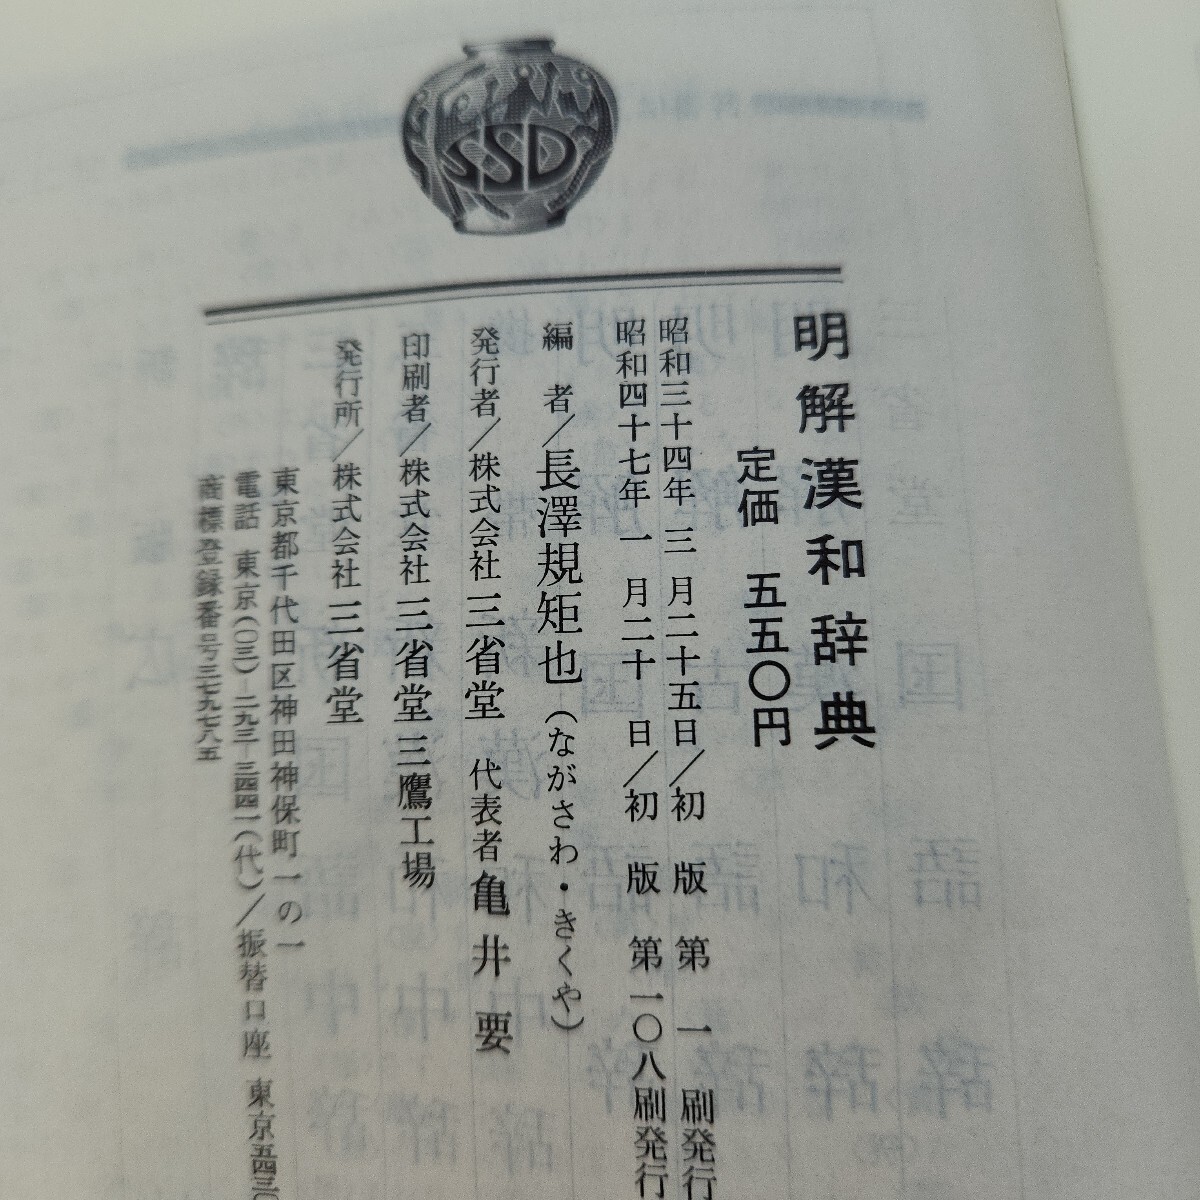 SSD
明解漢和辞典
定価 五五〇円
昭和三十四年 三 月二十五日/初 版 第 一 刷発行
昭和四十七年 一 月二十 日/初 版 第一〇八刷発行
編 者/長澤規矩也(ながさわ・きくや)
発行者/株式会社三省堂 代表者 亀井 要
印刷者/株式会社三省堂三鷹工場
発行所/株式会社三省堂
東京都千代田区神田神保町一の一
電話 東京(〇三)二九三-三四四一(代)/振替口座 東京五四三〇
商標登録番号三七九七八五